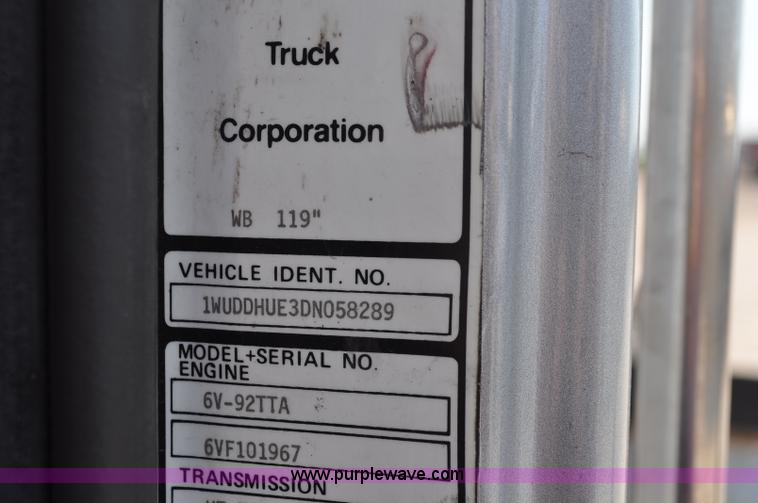 Truck
Corporation
WB 119"
VEHICLE IDENT. NO.
1WUDDHUE3DN058289
MODEL+SERIAL NO.
ENGINE
6V-92TTA
6VF101967
www.purplewave.com
TRANSMISSION